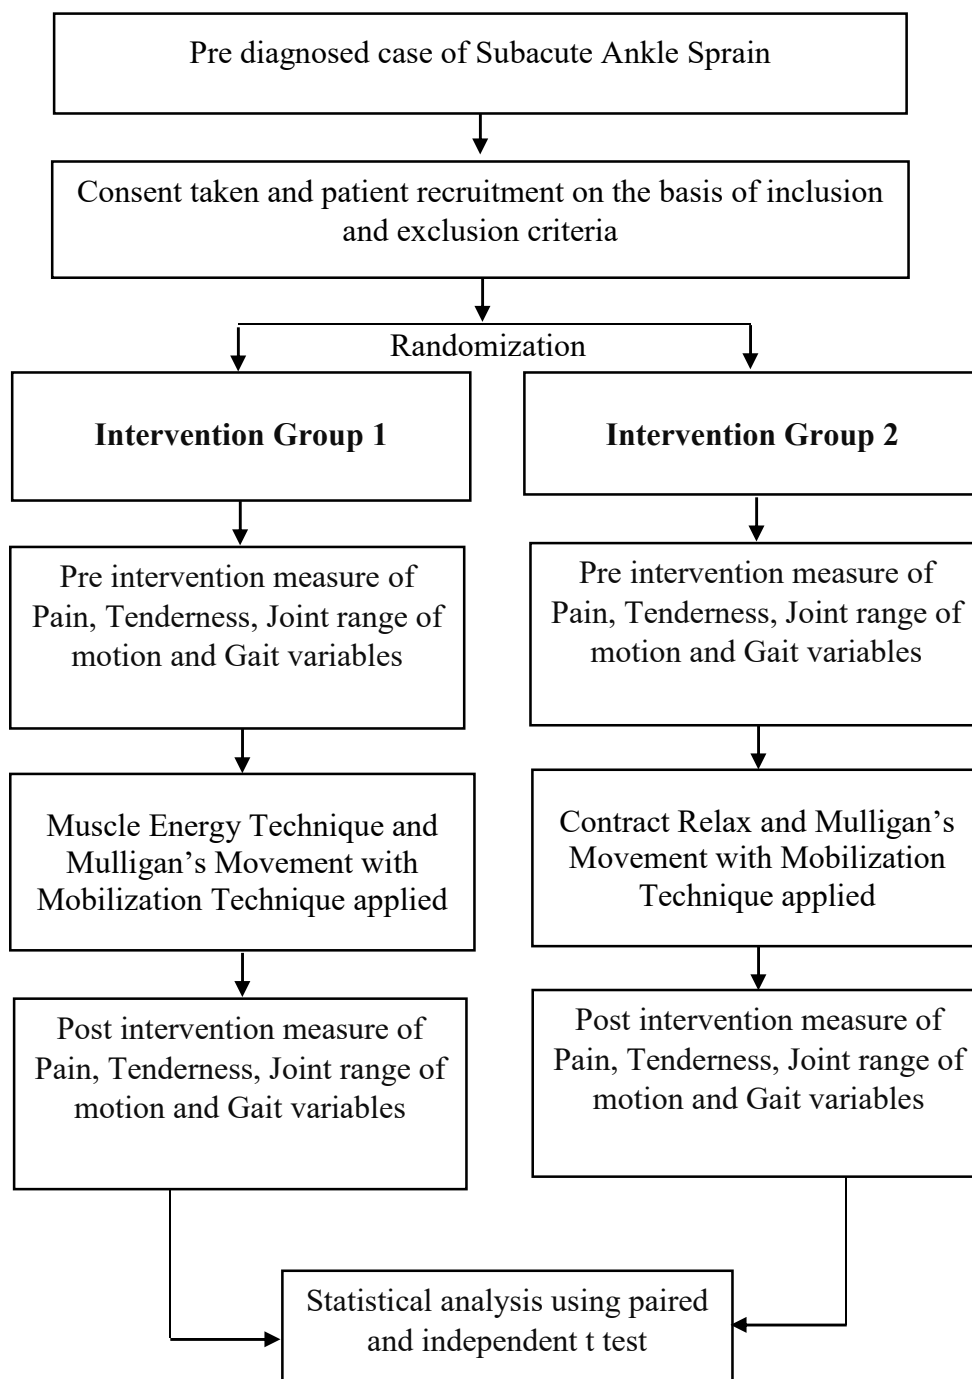 Pre diagnosed case of Subacute Ankle Sprain
Consent taken and patient recruitment on the basis of inclusion
and exclusion criteria
Randomization
Intervention Group 1
Intervention Group 2
Pre intervention measure of
Pain, Tenderness, Joint range of
motion and Gait variables
Pre intervention measure of
Pain, Tenderness, Joint range of
motion and Gait variables
Muscle Energy Technique and
Mulligan’s Movement with
Mobilization Technique applied
Contract Relax and Mulligan’s
Movement with Mobilization
Technique applied
Post intervention measure of
Pain, Tenderness, Joint range of
motion and Gait variables
Post intervention measure of
Pain, Tenderness, Joint range of
motion and Gait variables
Statistical analysis using paired
and independent t test